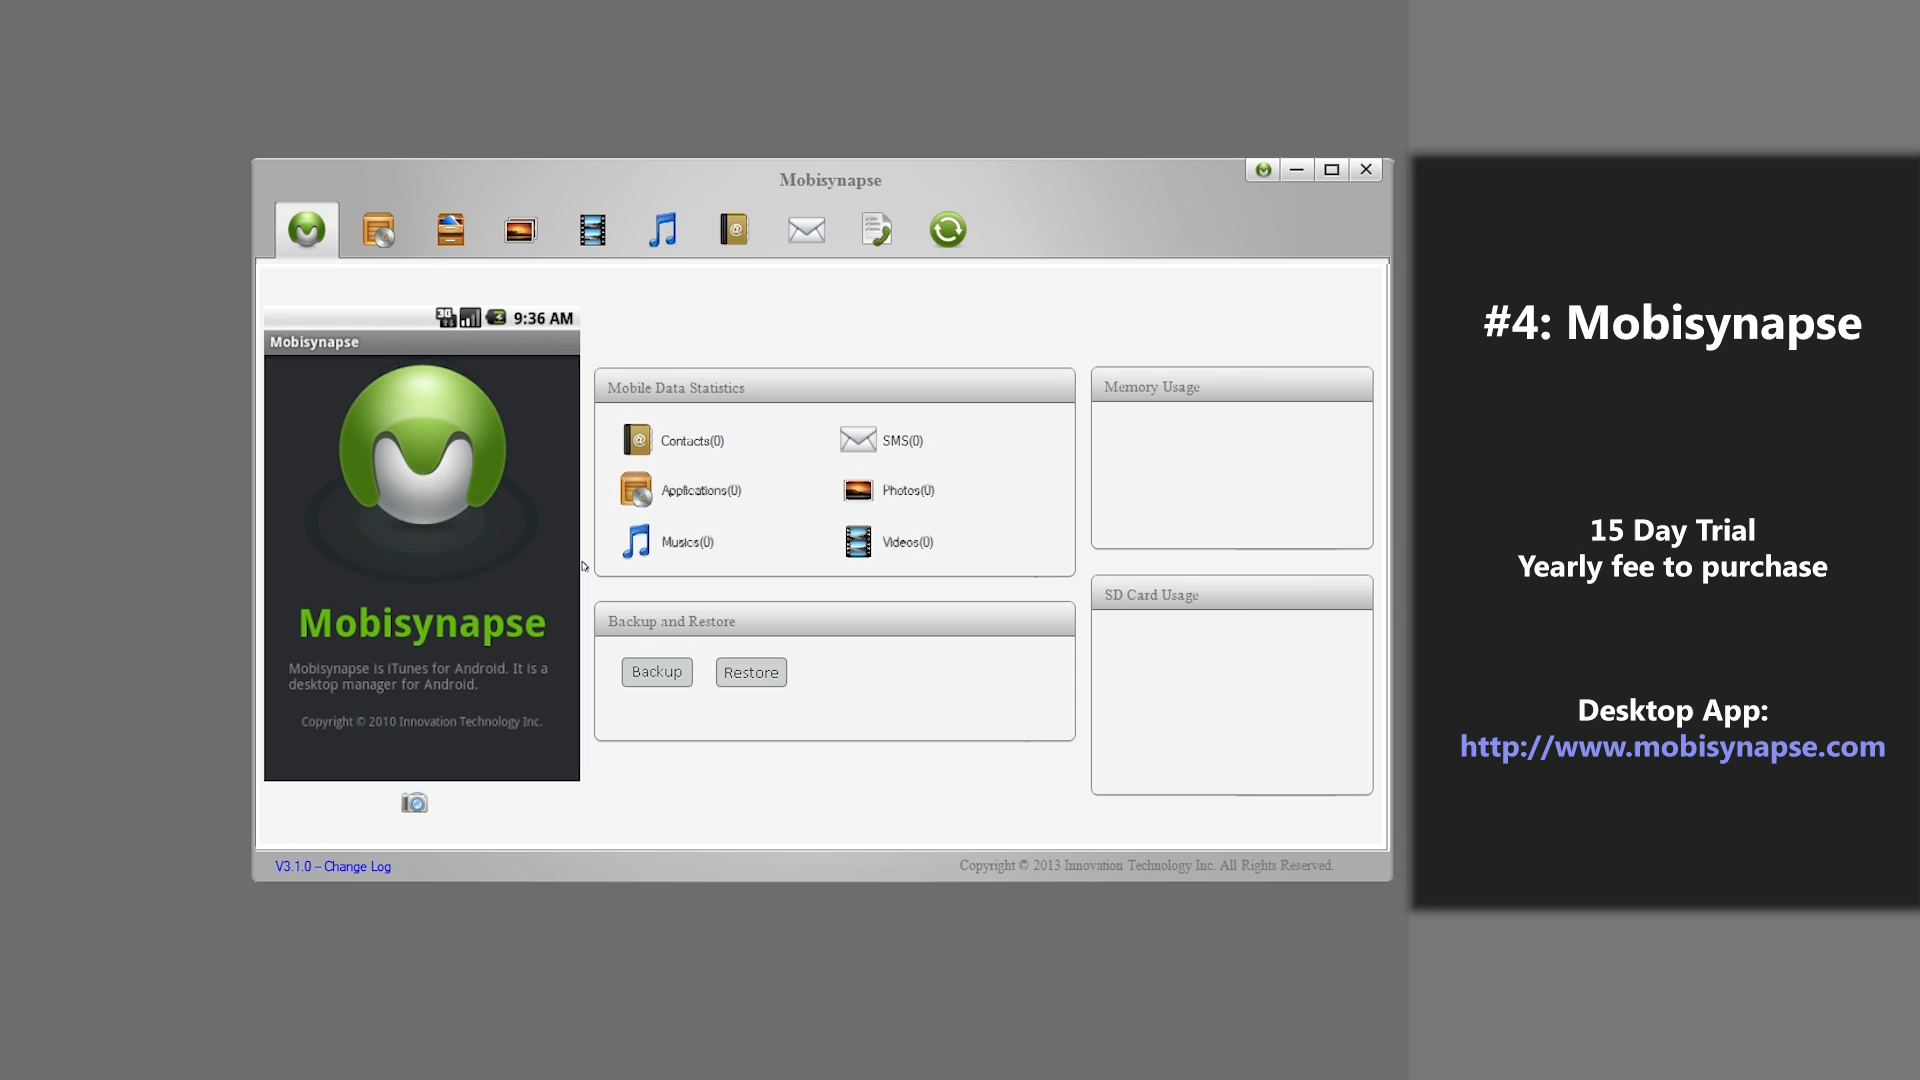 Mobisynapse
9:36 AM
Mobisynapse
Mobisynapse
Mobisynapse is iTunes for Android. It is a
desktop manager for Android.
Copyright © 2010 Innovation Technology Inc.
Mobile Data Statistics
Contacts(0)
SMS(0)
Applications(0)
Photos(0)
Musics(0)
Videos(0)
Backup and Restore
Backup
Restore
Memory Usage
SD Card Usage
V3.1.0 – Change Log
Copyright © 2013 Innovation Technology Inc. All Rights Reserved.
#4: Mobisynapse
15 Day Trial
Yearly fee to purchase
Desktop App:
http://www.mobisynapse.com